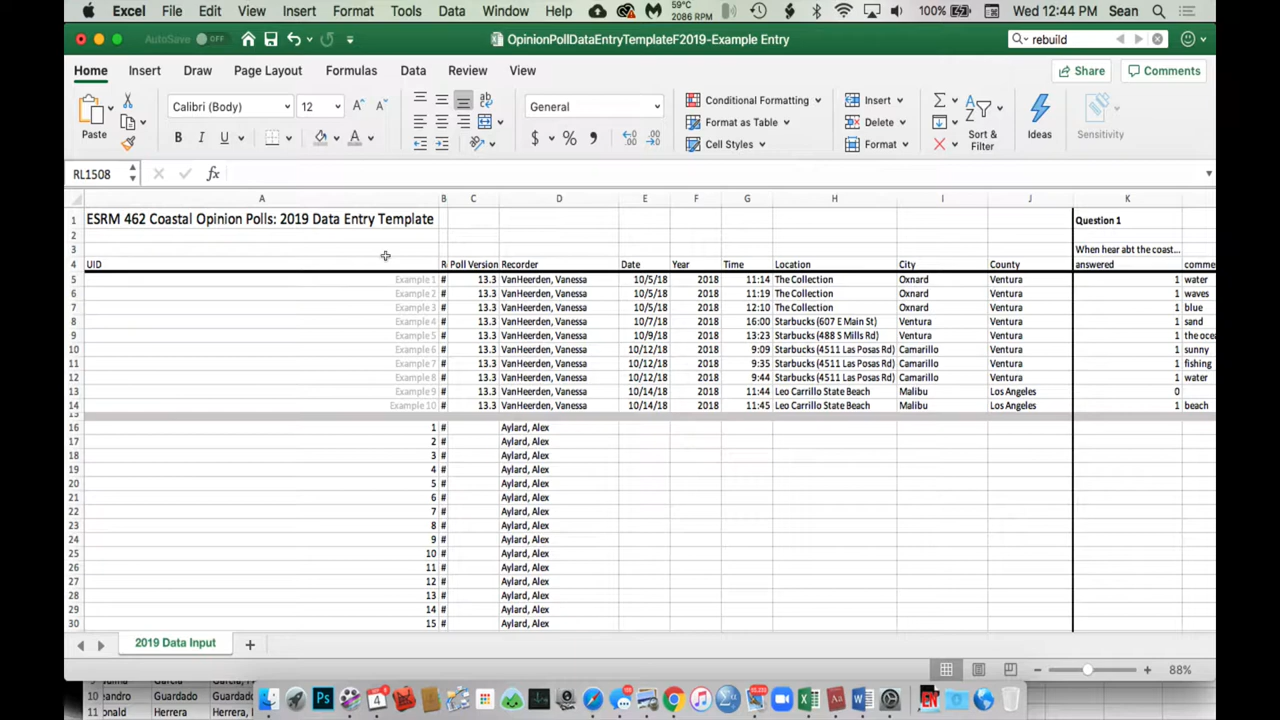 Excel File Edit View Insert Format Tools Data Window Help 59°C 2086 RPM 100% Wed 12:44 PM Sean
AutoSave OFF OpinionPollDataEntryTemplateF2019-Example Entry rebuild
Home Insert Draw Page Layout Formulas Data Review View Share Comments
Paste Calibri (Body) 12 General Conditional Formatting Format as Table Cell Styles Insert Delete Format Sort & Filter Ideas Sensitivity
RL1508 fx
A B C D E F G H I J K
1 ESRM 462 Coastal Opinion Polls: 2019 Data Entry Template Question 1
2
3 When hear abt the coast...
4 UID R Poll Version Recorder Date Year Time Location City County answered comme
5 Example 1 # 13.3 VanHeerden, Vanessa 10/5/18 2018 11:14 The Collection Oxnard Ventura 1 water
6 Example 2 # 13.3 VanHeerden, Vanessa 10/5/18 2018 11:19 The Collection Oxnard Ventura 1 waves
7 Example 3 # 13.3 VanHeerden, Vanessa 10/5/18 2018 12:10 The Collection Oxnard Ventura 1 blue
8 Example 4 # 13.3 VanHeerden, Vanessa 10/7/18 2018 16:00 Starbucks (607 E Main St) Ventura Ventura 1 sand
9 Example 5 # 13.3 VanHeerden, Vanessa 10/9/18 2018 13:23 Starbucks (488 S Mills Rd) Ventura Ventura 1 the ocea
10 Example 6 # 13.3 VanHeerden, Vanessa 10/12/18 2018 9:09 Starbucks (4511 Las Posas Rd) Camarillo Ventura 1 sunny
11 Example 7 # 13.3 VanHeerden, Vanessa 10/12/18 2018 9:35 Starbucks (4511 Las Posas Rd) Camarillo Ventura 1 fishing
12 Example 8 # 13.3 VanHeerden, Vanessa 10/12/18 2018 9:44 Starbucks (4511 Las Posas Rd) Camarillo Ventura 1 water
13 Example 9 # 13.3 VanHeerden, Vanessa 10/14/18 2018 11:44 Leo Carrillo State Beach Malibu Los Angeles 0
14 Example 10 # 13.3 VanHeerden, Vanessa 10/14/18 2018 11:45 Leo Carrillo State Beach Malibu Los Angeles 1 beach
16 1 # Aylard, Alex
17 2 # Aylard, Alex
18 3 # Aylard, Alex
19 4 # Aylard, Alex
20 5 # Aylard, Alex
21 6 # Aylard, Alex
22 7 # Aylard, Alex
23 8 # Aylard, Alex
24 9 # Aylard, Alex
25 10 # Aylard, Alex
26 11 # Aylard, Alex
27 12 # Aylard, Alex
28 13 # Aylard, Alex
29 14 # Aylard, Alex
30 15 # Aylard, Alex
2019 Data Input
88%
10 eandro Guardado Guardado,
11 onald Herrera Herrera,